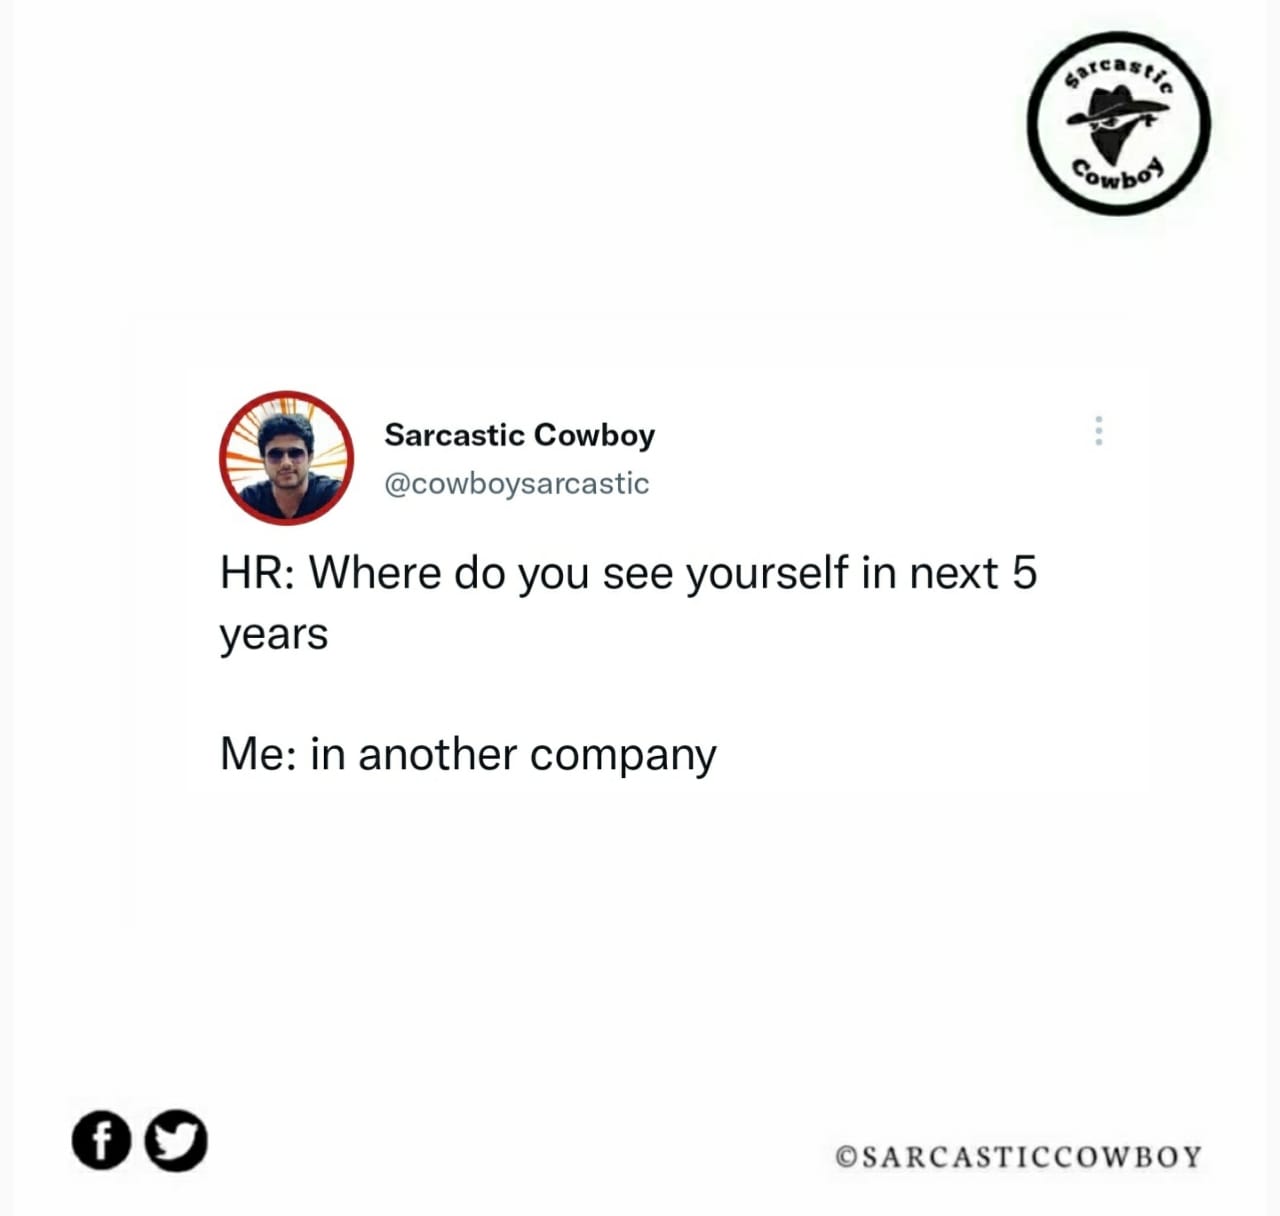 Sarcastic
Cowboy
Sarcastic Cowboy
@cowboysarcastic
HR: Where do you see yourself in next 5
years
Me: in another company
©SARCASTICCOWBOY